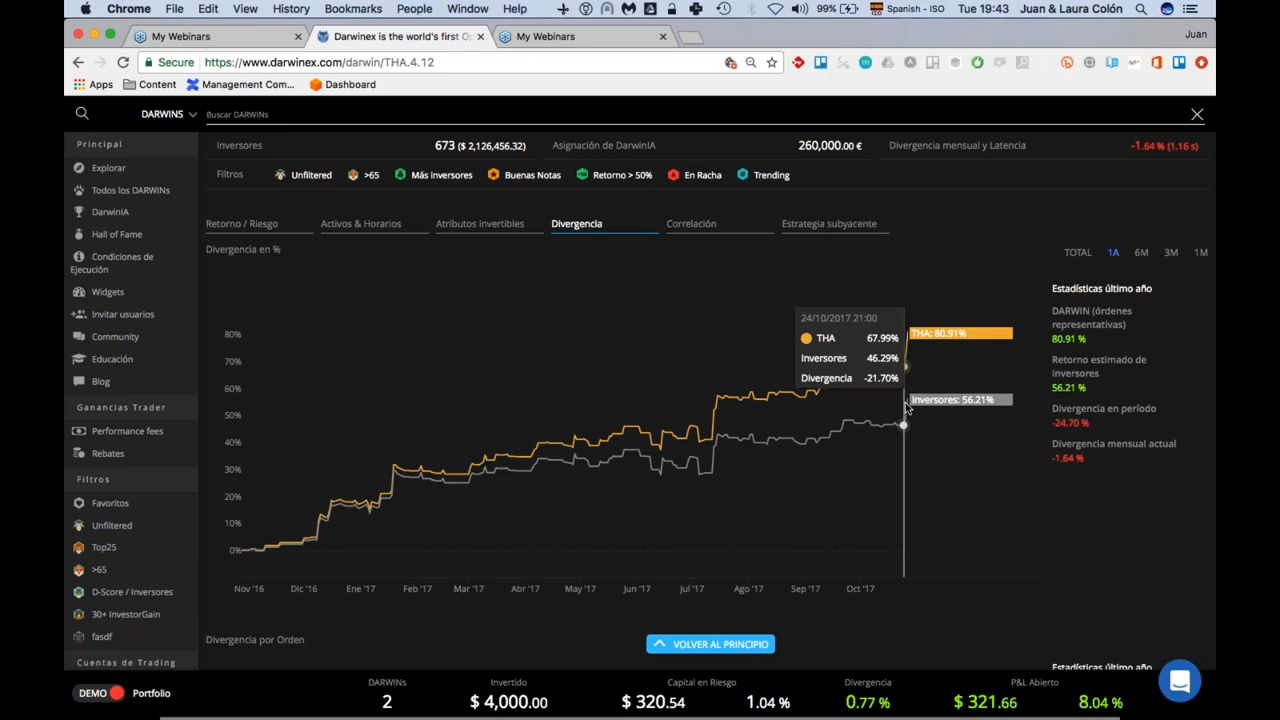 Chrome File Edit View History Bookmarks People Window Help 99% Spanish - ISO Tue 19:43 Juan & Laura Colón
My Webinars Darwinex is the world's first Op My Webinars Juan
Secure https://www.darwinex.com/darwin/THA.4.12
Apps Content Management Com... Dashboard
DARWINS Buscar DARWINs
Principal
Explorar
Todos los DARWINs
DarwinIA
Hall of Fame
Condiciones de
Ejecución
Widgets
Invitar usuarios
Community
Educación
Blog
Ganancias Trader
Performance fees
Rebates
Filtros
Favoritos
Unfiltered
Top25
>65
D-Score / Inversores
30+ InvestorGain
fasdf
Cuentas de Trading
Inversores 673 ($ 2,126,456.32) Asignación de DarwinIA 260,000.00 € Divergencia mensual y Latencia -1.64 % (1.16 s)
Filtros Unfiltered >65 Más inversores Buenas Notas Retorno > 50% En Racha Trending
Retorno / Riesgo Activos & Horarios Atributos invertibles Divergencia Correlación Estrategia subyacente
Divergencia en %
TOTAL 1A 6M 3M 1M
80%
70%
60%
50%
40%
30%
20%
10%
0%
24/10/2017 21:00
THA 67.99%
Inversores 46.29%
Divergencia -21.70%
THA: 80.91%
Inversores: 56.21%
Nov '16 Dic '16 Ene '17 Feb '17 Mar '17 Abr '17 May '17 Jun '17 Jul '17 Ago '17 Sep '17 Oct '17
Estadísticas último año
DARWIN (órdenes
representativas)
80.91 %
Retorno estimado de
inversores
56.21 %
Divergencia en período
-24.70 %
Divergencia mensual actual
-1.64 %
Divergencia por Orden
VOLVER AL PRINCIPIO
Estadísticas último año
DEMO Portfolio
DARWINs
2
Invertido
$ 4,000.00
Capital en Riesgo
$ 320.54 1.04 %
Divergencia
0.77 %
P&L Abierto
$ 321.66 8.04 %